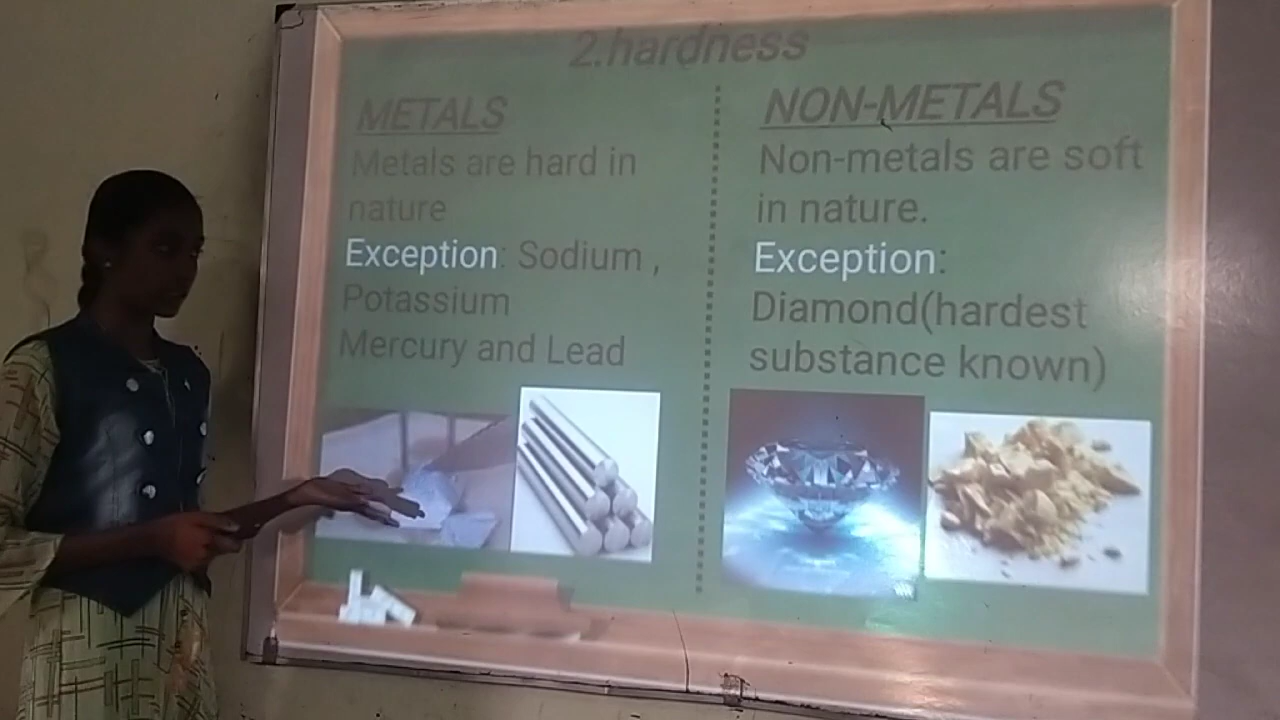 2.hardness
METALS
Metals are hard in
nature
Exception: Sodium ,
Potassium
Mercury and Lead
NON-METALS
Non-metals are soft
in nature.
Exception:
Diamond(hardest
substance known)